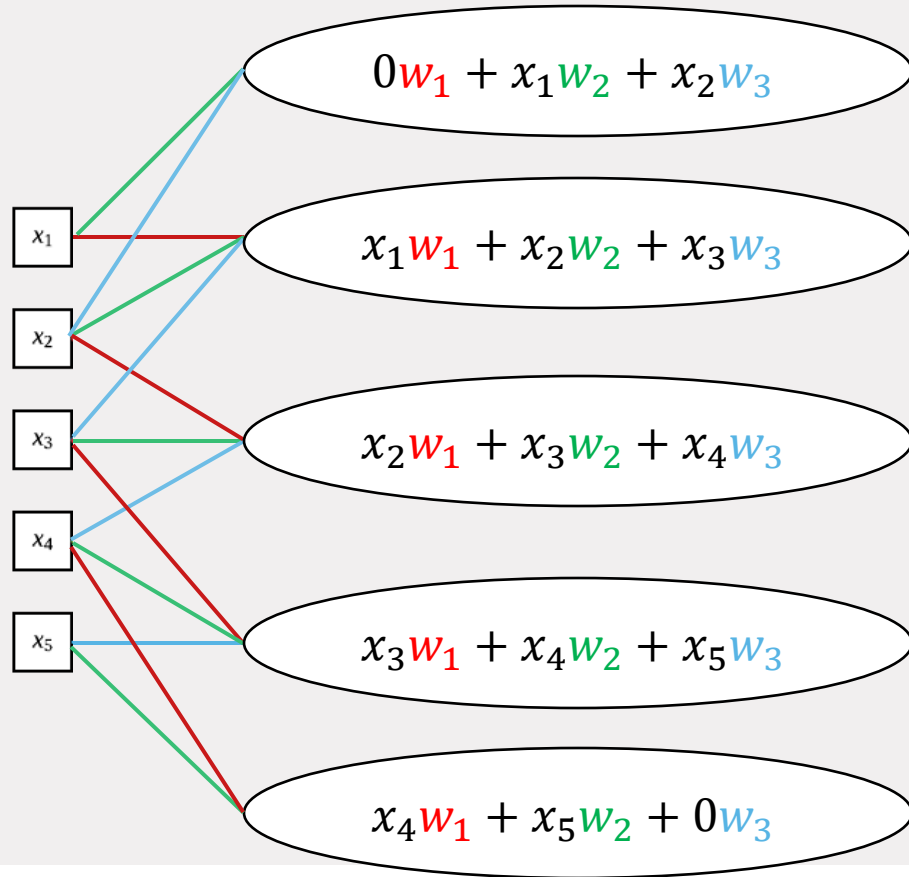 0w₁ + x₁w₂ + x₂w₃
x₁
x₁w₁ + x₂w₂ + x₃w₃
x₂
x₃
x₂w₁ + x₃w₂ + x₄w₃
x₄
x₅
x₃w₁ + x₄w₂ + x₅w₃
x₄w₁ + x₅w₂ + 0w₃